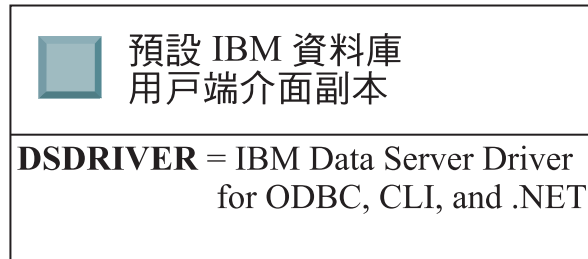 預設 IBM 資料庫
用戶端介面副本
DSDRIVER = IBM Data Server Driver
for ODBC, CLI, and .NET